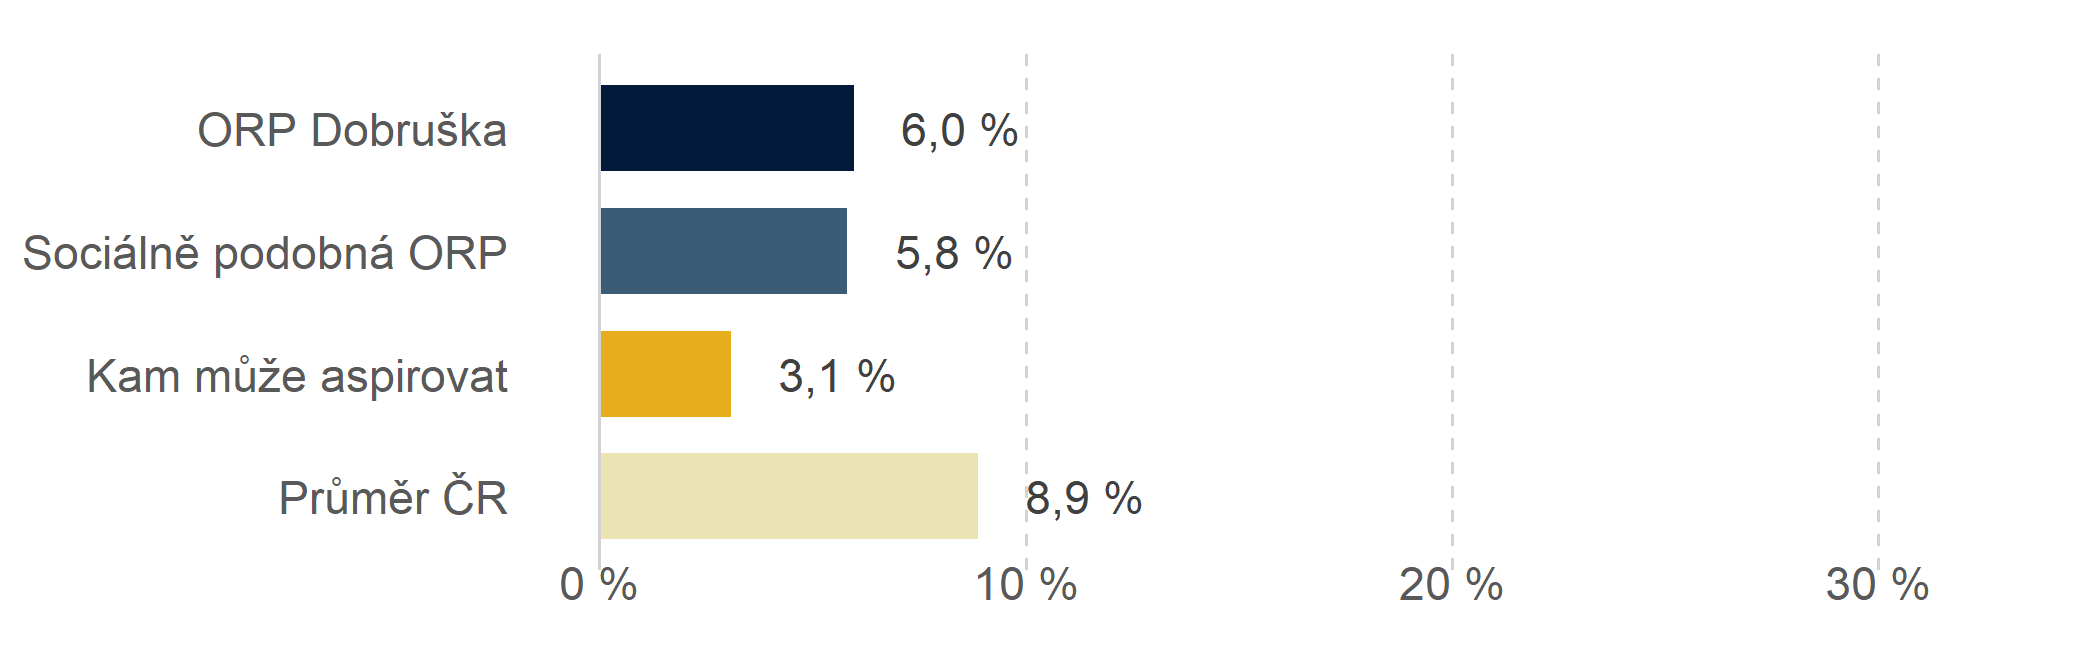 ORP Dobruška 6,0 %
Sociálně podobná ORP 5,8 %
Kam může aspirovat 3,1 %
Průměr ČR 8,9 %
0 % 10 % 20 % 30 %